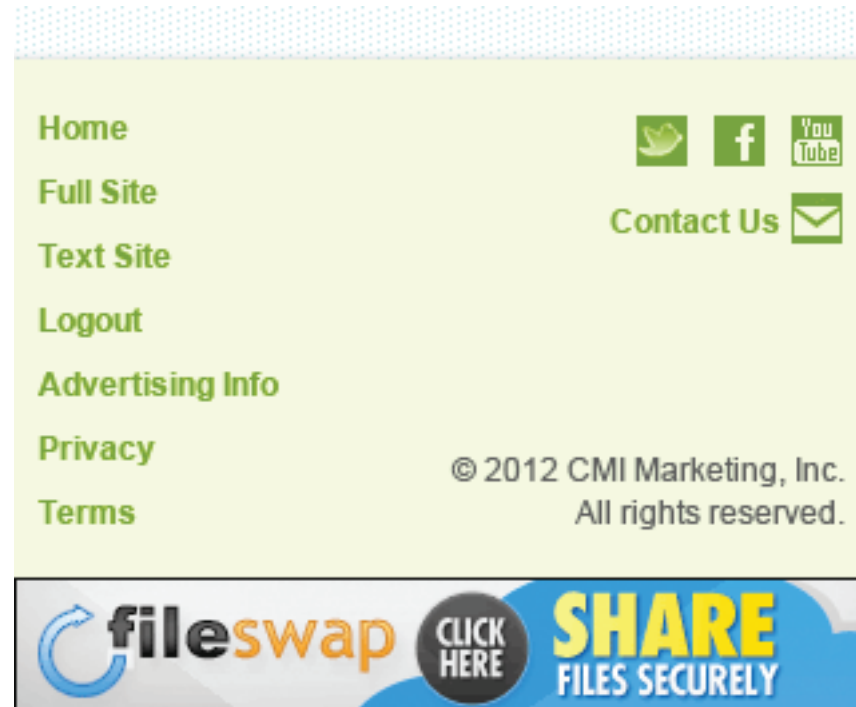 Home
Full Site
Text Site
Logout
Advertising Info
Privacy
Terms
You
Tube
f
Contact Us
© 2012 CMI Marketing, Inc.
All rights reserved.
fileswap
CLICK
HERE
SHARE
FILES SECURELY